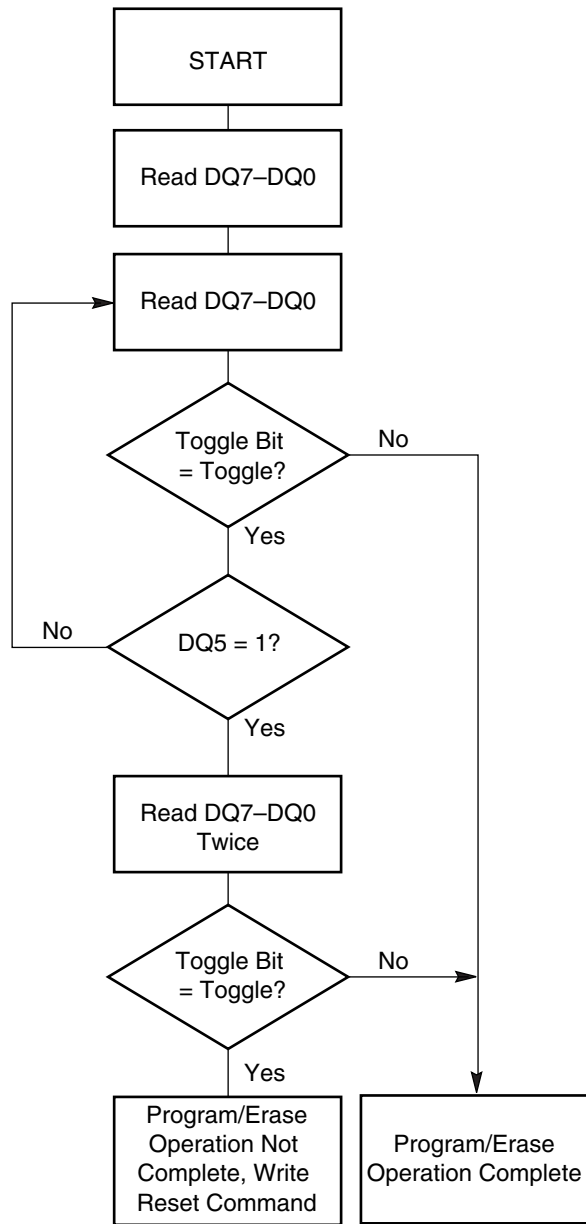 START
Read DQ7–DQ0
Read DQ7–DQ0
Toggle Bit
= Toggle?
No
Yes
No
DQ5 = 1?
Yes
Read DQ7–DQ0
Twice
Toggle Bit
= Toggle?
No
Yes
Program/Erase
Operation Not
Complete, Write
Reset Command
Program/Erase
Operation Complete